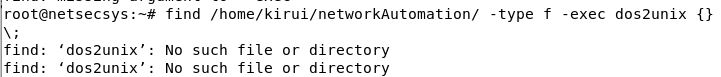 root@netsecsys:~# find /home/kirui/networkAutomation/ -type f -exec dos2unix {}
\;
find: ‘dos2unix’: No such file or directory
find: ‘dos2unix’: No such file or directory